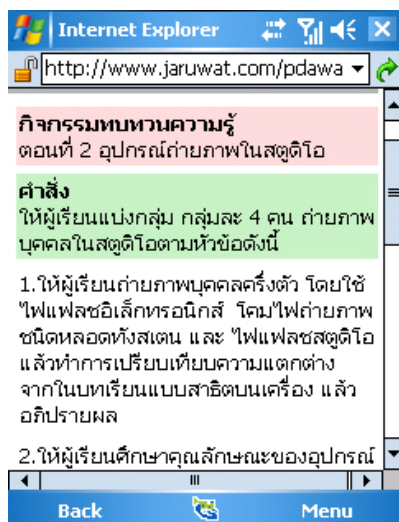 Internet Explorer
http://www.jaruwat.com/pdawa
กิจกรรมทบทวนความรู้
ตอนที่ 2 อุปกรณ์ถ่ายภาพในสตูดิโอ
คำสั่ง
ให้ผู้เรียนแบ่งกลุ่ม กลุ่มละ 4 คน ถ่ายภาพ
บุคคลในสตูดิโอตามหัวข้อดังนี้
1.ให้ผู้เรียนถ่ายภาพบุคคลครึ่งตัว โดยใช้
ไฟแฟลชอิเล็กทรอนิกส์ โคมไฟถ่ายภาพ
ชนิดหลอดทังสเตน และ ไฟแฟลชสตูดิโอ
แล้วทำการเปรียบเทียบความแตกต่าง
จากในบทเรียนแบบสาธิตบนเครื่อง แล้ว
อภิปรายผล
2.ให้ผู้เรียนศึกษาคุณลักษณะของอุปกรณ์
Back
Menu